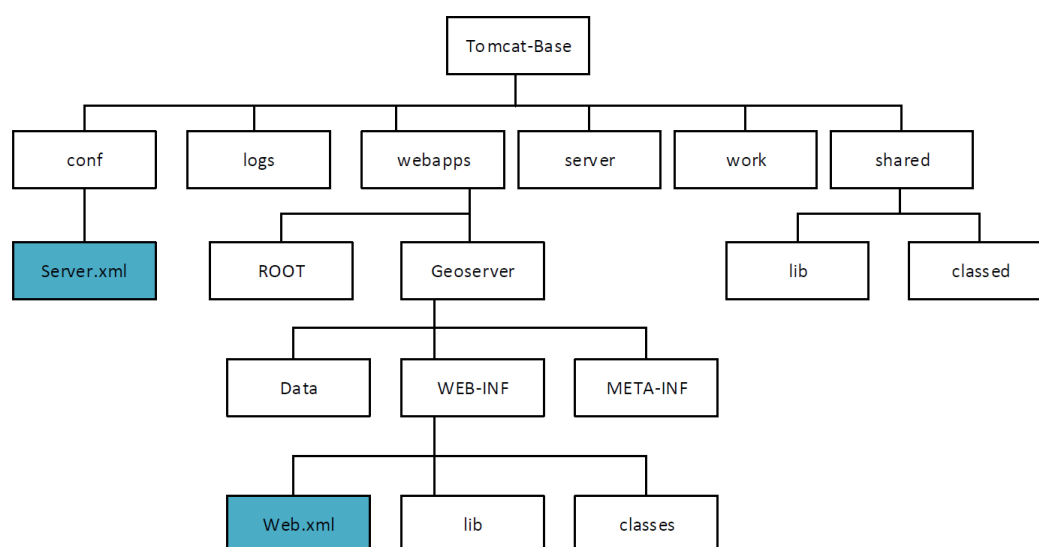 Tomcat-Base
conf
logs
webapps
server
work
shared
Server.xml
ROOT
Geoserver
lib
classed
Data
WEB-INF
META-INF
Web.xml
lib
classes